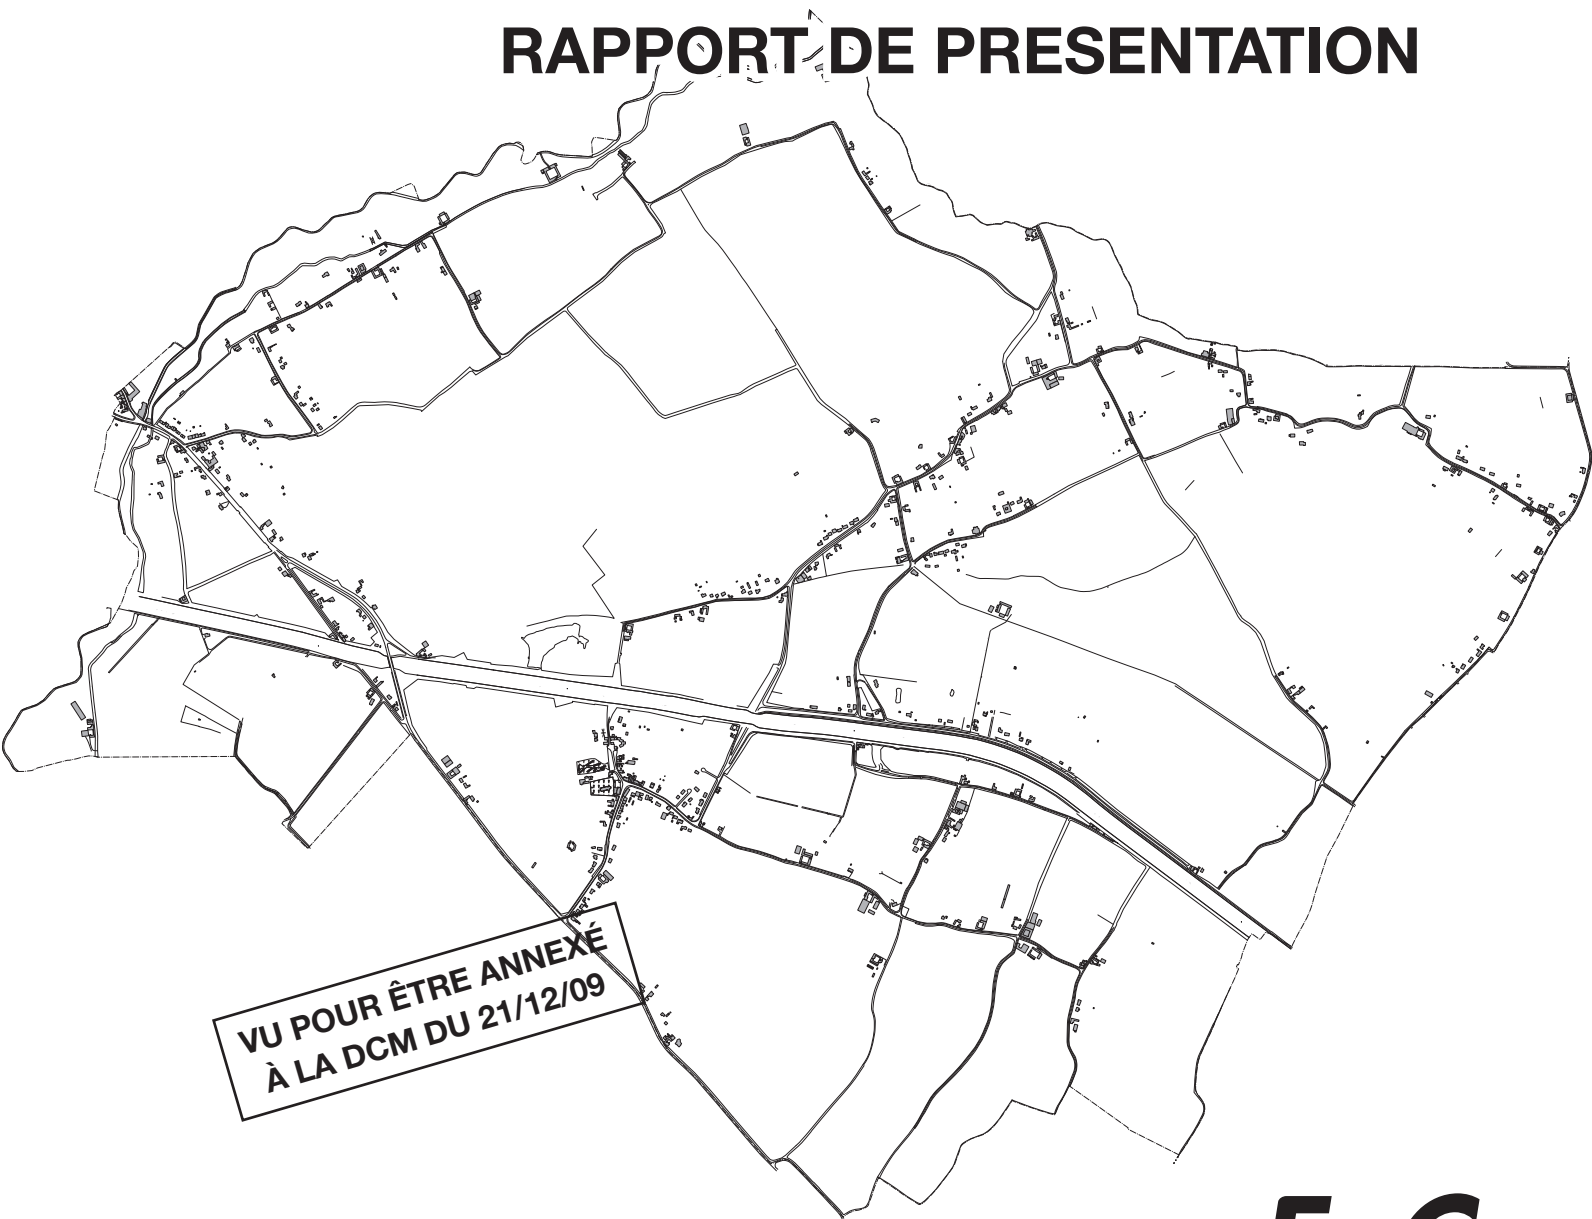 RAPPORT DE PRESENTATION
VU POUR ÊTRE ANNEXÉ
À LA DCM DU 21/12/09